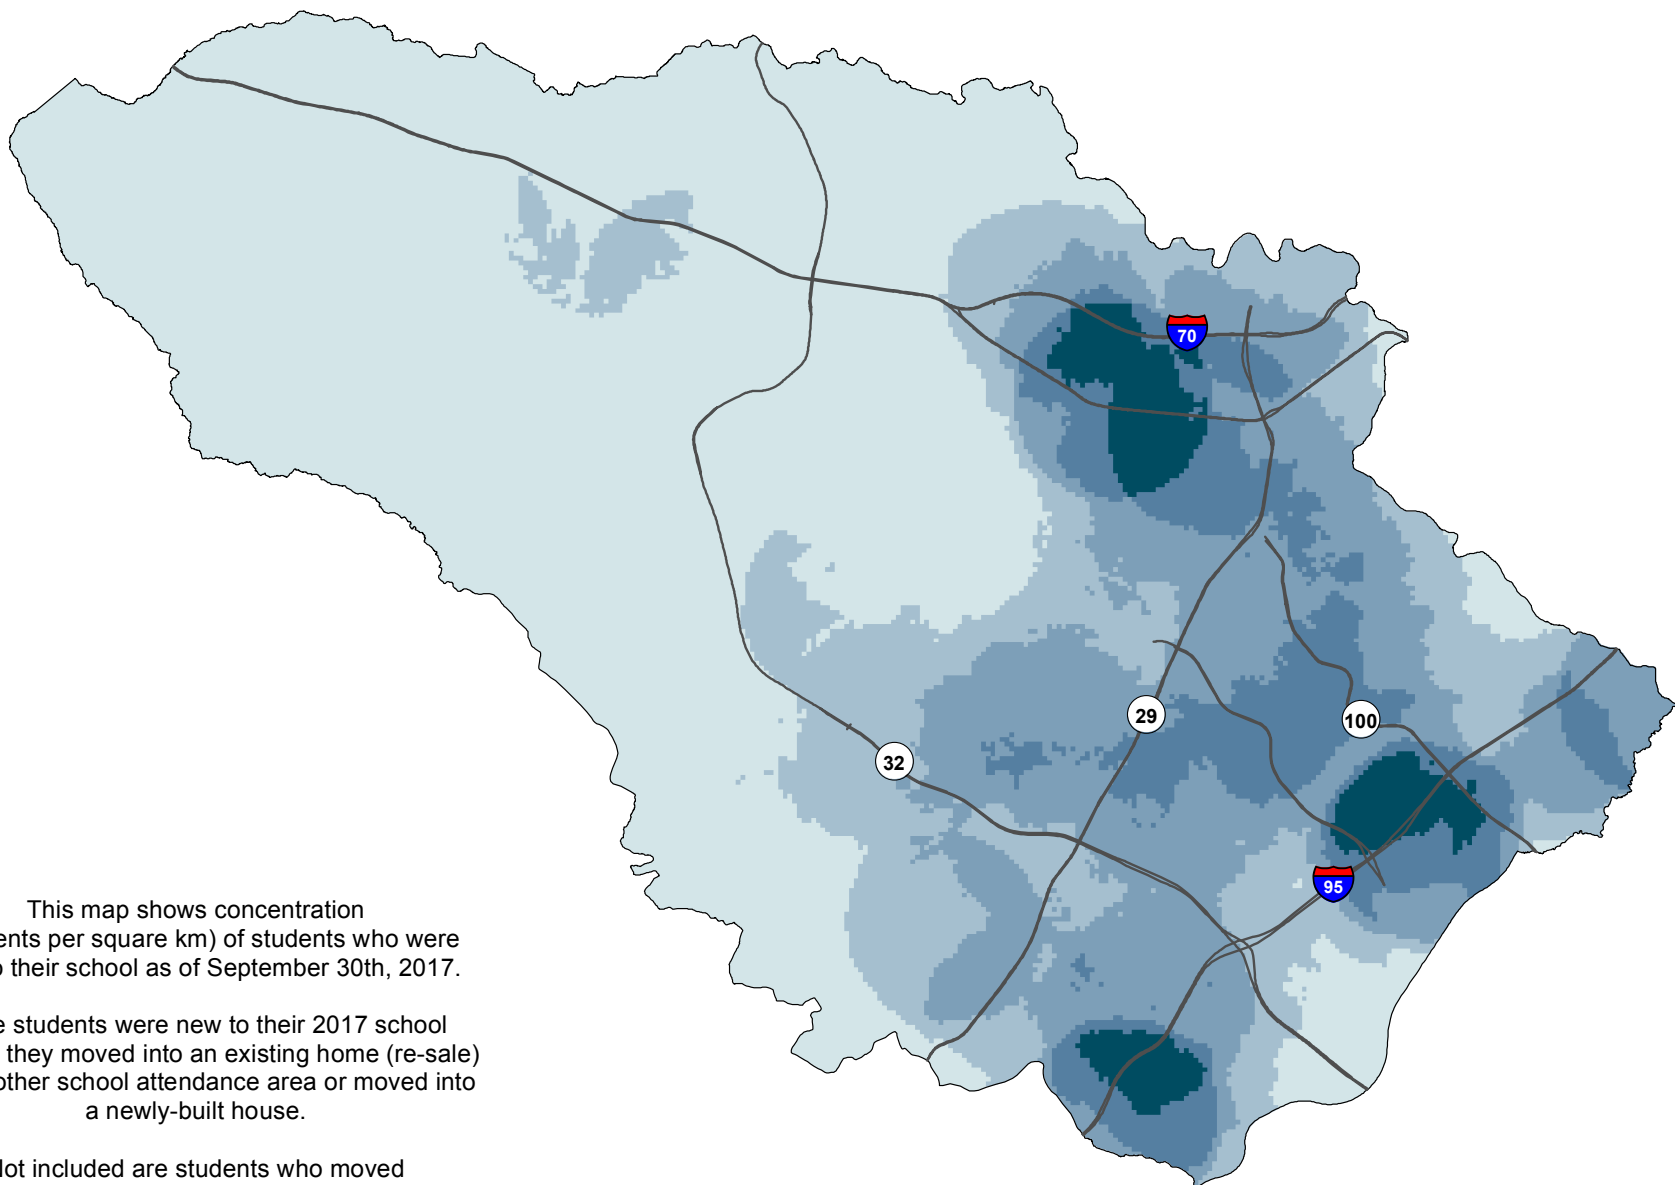 70
29
100
32
95
This map shows concentration
ents per square km) of students who were
their school as of September 30th, 2017.
e students were new to their 2017 school
they moved into an existing home (re-sale)
other school attendance area or moved into
a newly-built house.
lot included are students who moved